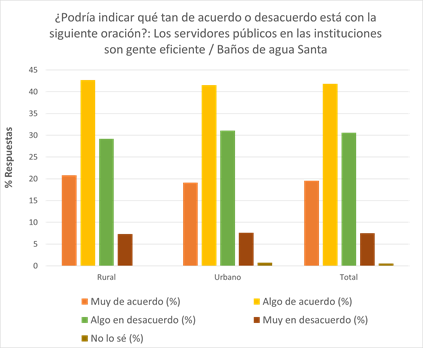 ¿Podría indicar qué tan de acuerdo o desacuerdo está con la
siguiente oración?: Los servidores públicos en las instituciones
son gente eficiente / Baños de agua Santa
% Respuestas
45
40
35
30
25
20
15
10
5
0
Rural Urbano Total
Muy de acuerdo (%) Algo de acuerdo (%)
Algo en desacuerdo (%) Muy en desacuerdo (%)
No lo sé (%)